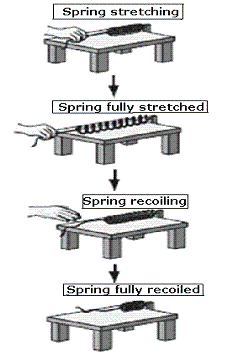 Spring stretching
Spring fully stretched
Spring recoiling
Spring fully recoiled